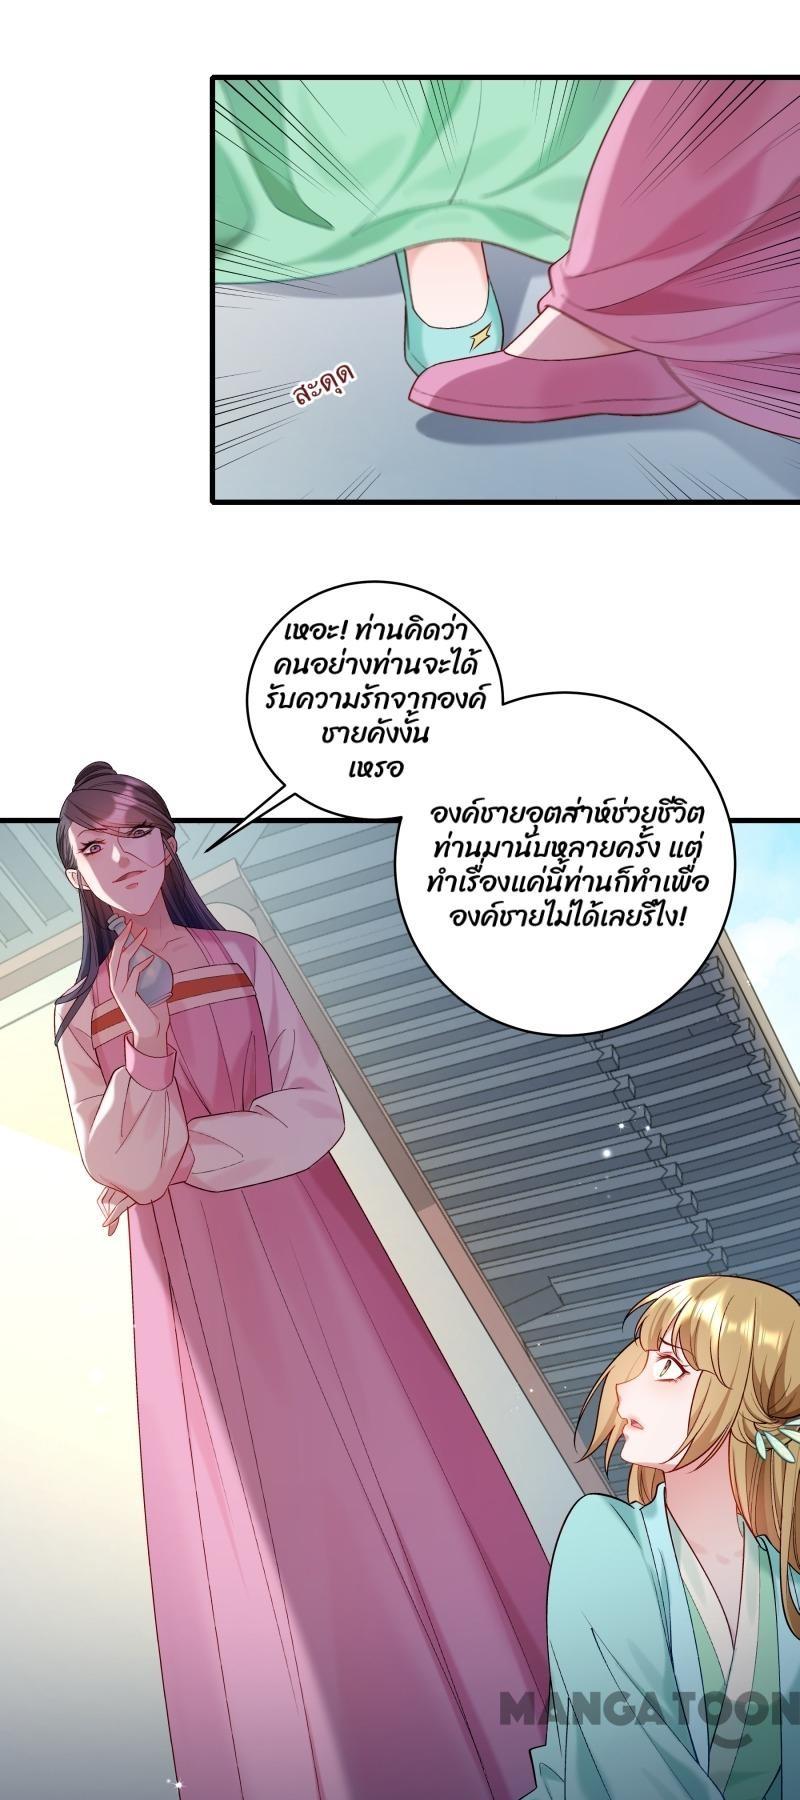 สะดุด
เหอะ! ท่านคิดว่า
คนอย่างท่านจะได้
รับความรักจากองค์
ชายคังงั้น
เหรอ
องค์ชายอุตส่าห์ช่วยชีวิต
ท่านมานับหลายครั้ง แต่
ทำเรื่องแค่นี้ท่านก็ทำเพื่อ
องค์ชายไม่ได้เลยรึไง!
MANGATOON